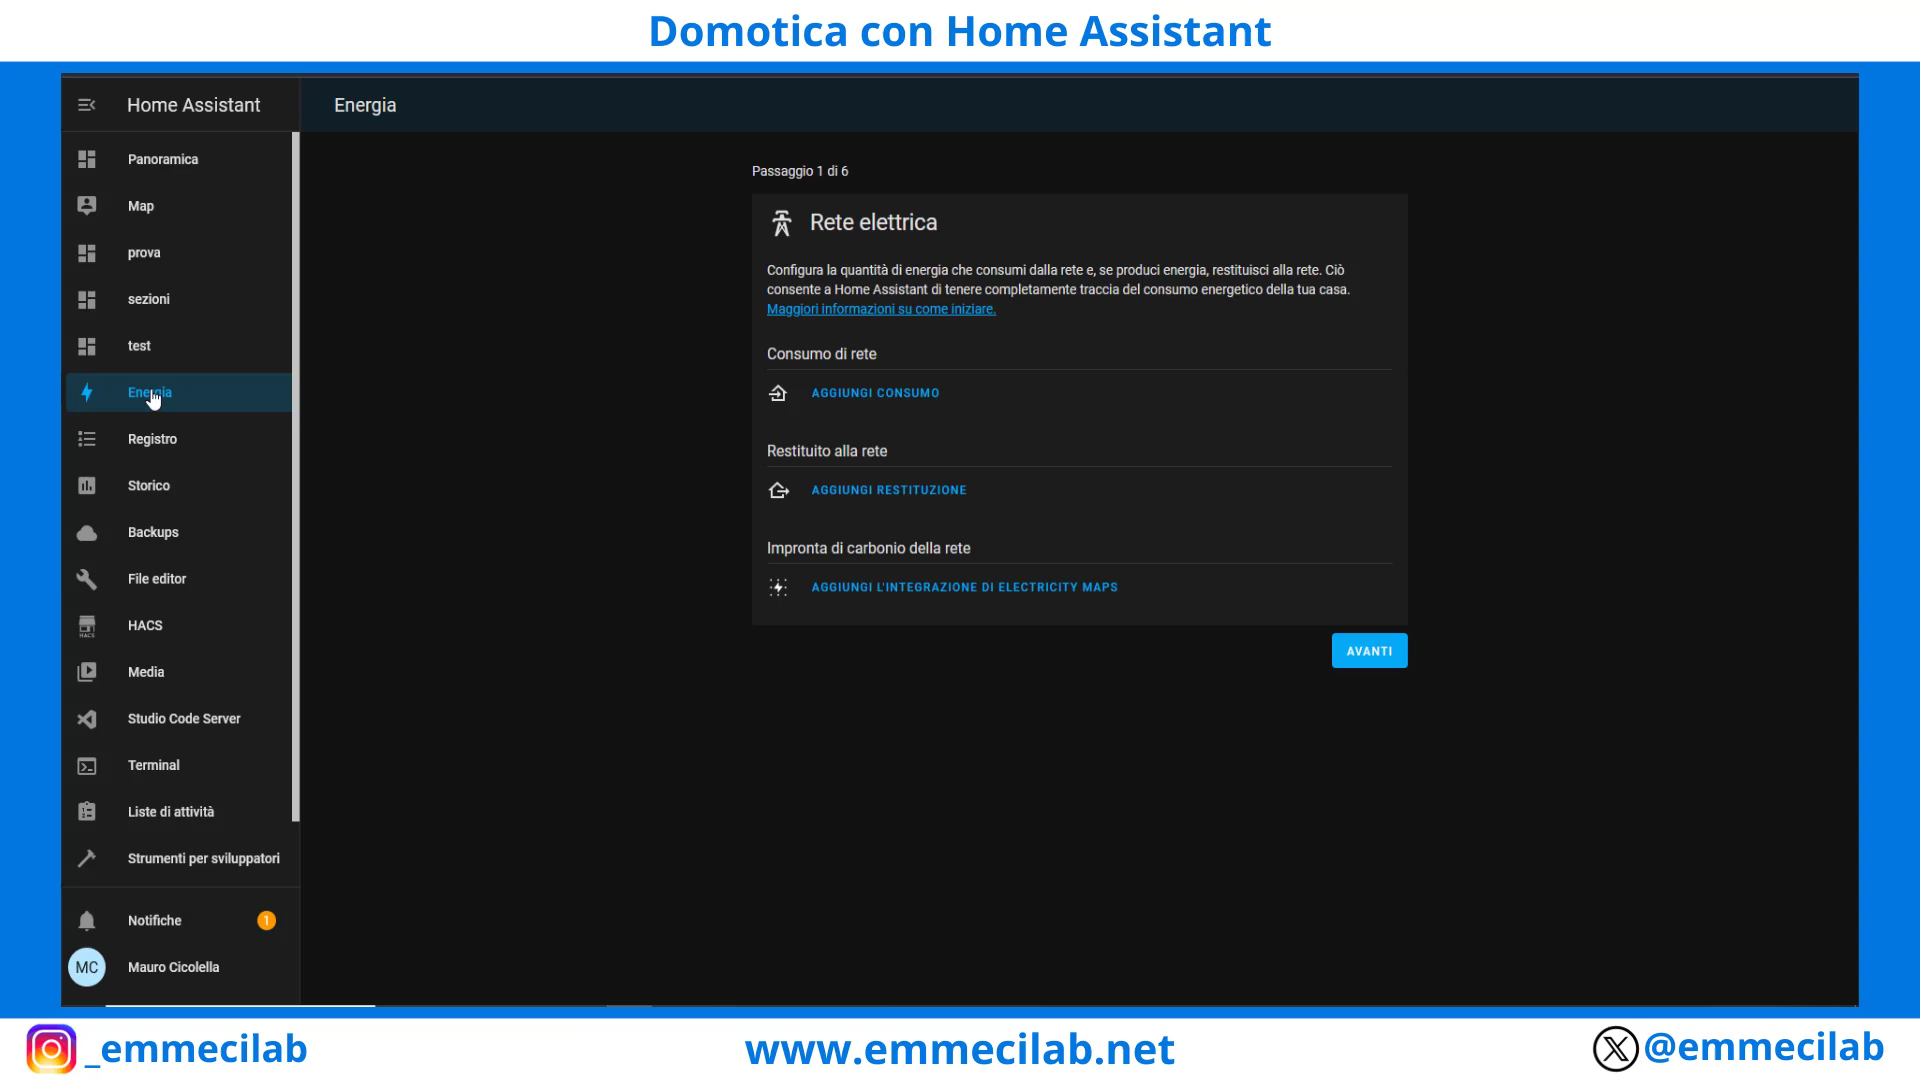 Domotica con Home Assistant
Home Assistant
Energia
Panoramica
Map
prova
sezioni
test
Energia
Registro
Storico
Backups
File editor
HACS
HACS
Media
Studio Code Server
Terminal
Liste di attività
Strumenti per sviluppatori
Notifiche
1
MC
Mauro Cicolella
Passaggio 1 di 6
Rete elettrica
Configura la quantità di energia che consumi dalla rete e, se produci energia, restituisci alla rete. Ciò
consente a Home Assistant di tenere completamente traccia del consumo energetico della tua casa.
Maggiori informazioni su come iniziare.
Consumo di rete
AGGIUNGI CONSUMO
Restituito alla rete
AGGIUNGI RESTITUZIONE
Impronta di carbonio della rete
AGGIUNGI L'INTEGRAZIONE DI ELECTRICITY MAPS
AVANTI
_emmecilab
www.emmecilab.net
@emmecilab